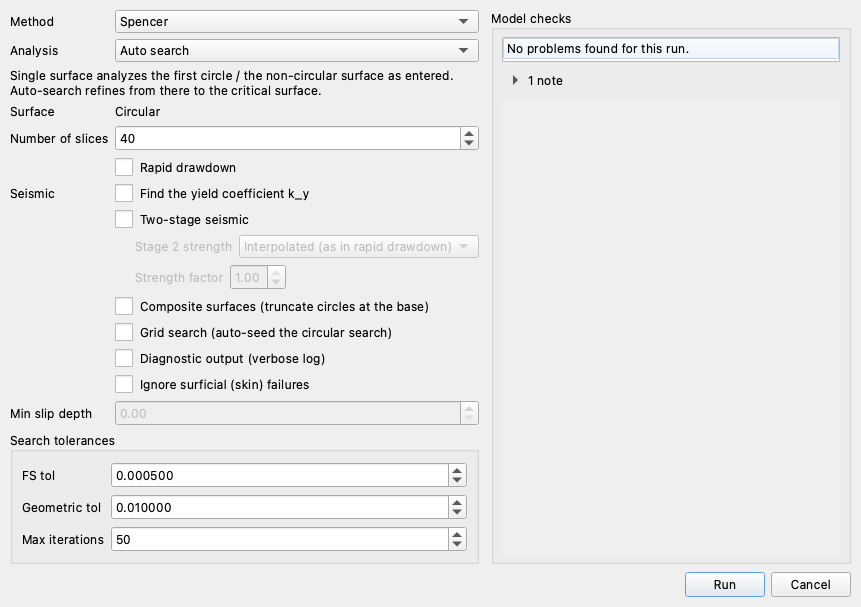 Method
Spencer
Analysis
Auto search
Single surface analyzes the first circle / the non-circular surface as entered.
Auto-search refines from there to the critical surface.
Surface
Circular
Number of slices
40
Rapid drawdown
Seismic
Find the yield coefficient k_y
Two-stage seismic
Stage 2 strength
Interpolated (as in rapid drawdown)
Strength factor
1.00
Composite surfaces (truncate circles at the base)
Grid search (auto-seed the circular search)
Diagnostic output (verbose log)
Ignore surficial (skin) failures
Min slip depth
0.00
Search tolerances
FS tol
0.000500
Geometric tol
0.010000
Max iterations
50
Model checks
No problems found for this run.
1 note
Run
Cancel